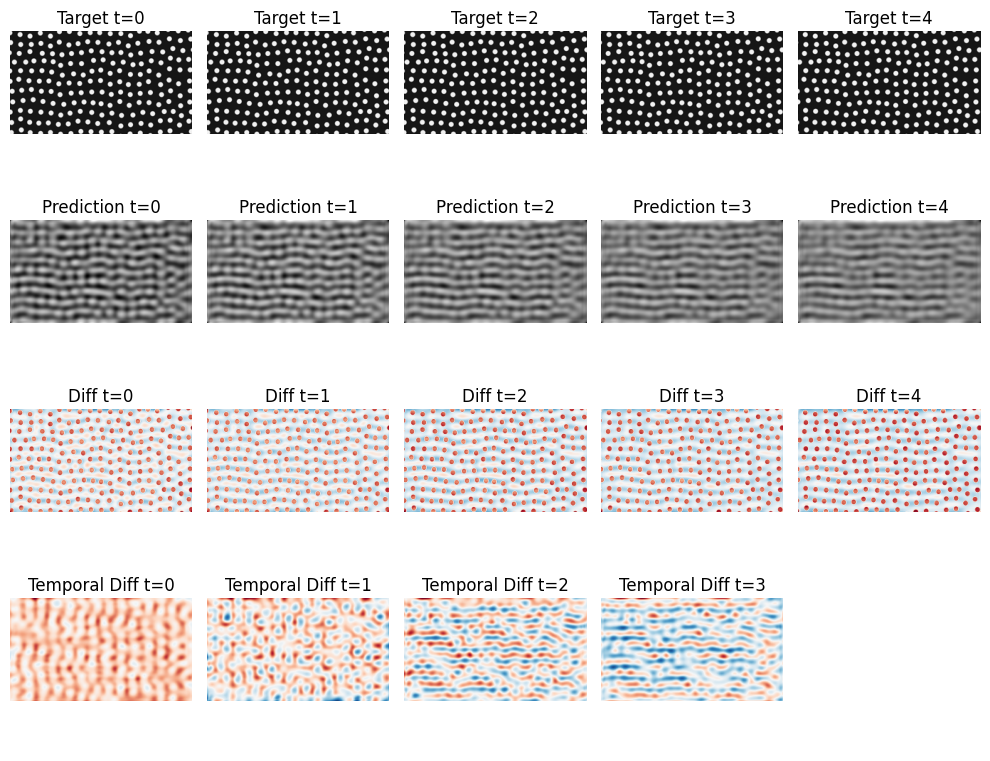 Target t=0 Target t=1 Target t=2 Target t=3 Target t=4
Prediction t=0 Prediction t=1 Prediction t=2 Prediction t=3 Prediction t=4
Diff t=0 Diff t=1 Diff t=2 Diff t=3 Diff t=4
Temporal Diff t=0 Temporal Diff t=1 Temporal Diff t=2 Temporal Diff t=3